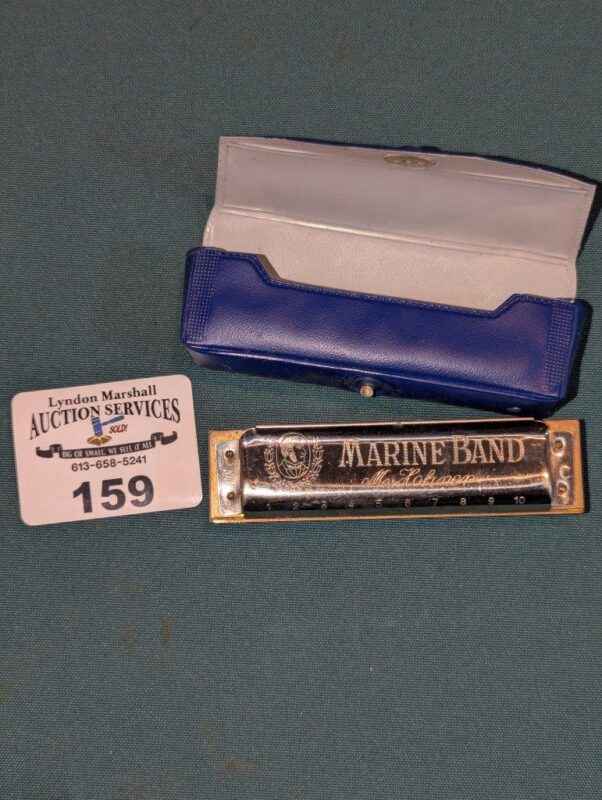 Lyndon Marshall
AUCTION SERVICES
SOLD!
BIG OR SMALL, WE SELL IT ALL
613-658-5241
159
MARINE BAND
M. Hohner
1 2 3 4 5 6 7 8 9 10
C